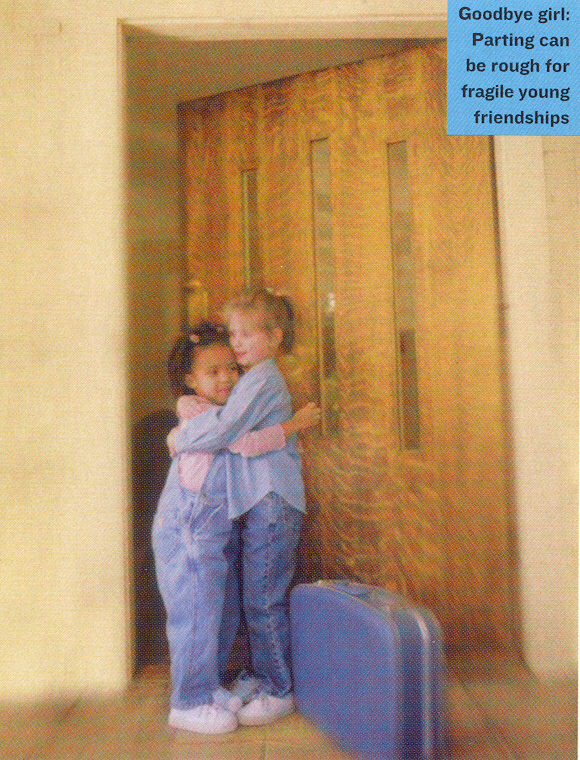 Goodbye girl:
Parting can
be rough for
fragile young
friendships